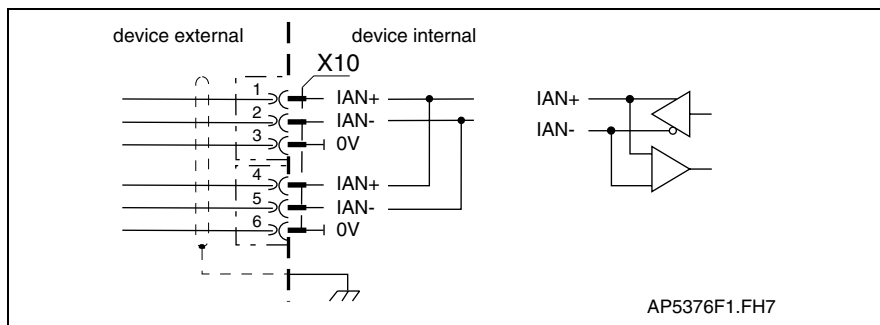 device external device internal
X10
1 IAN+
2 IAN-
3 0V
4 IAN+
5 IAN-
6 0V
IAN+
IAN-
AP5376F1.FH7